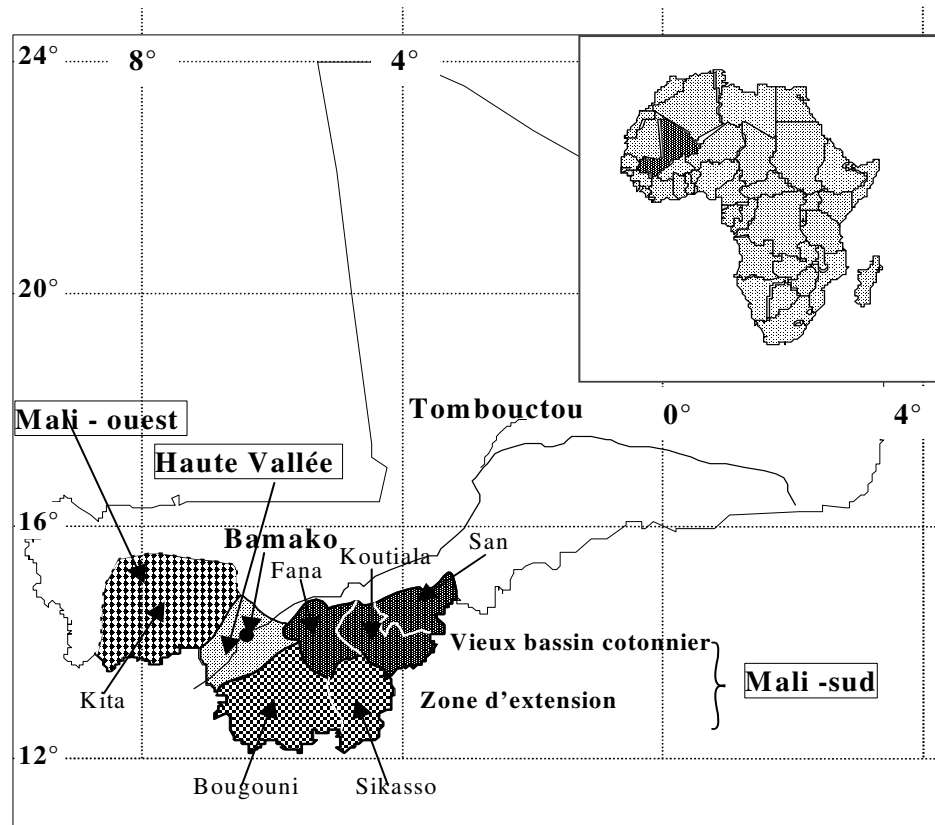 24°
8°
4°
20°
Tombouctou
0°
4°
Mali - ouest
Haute Vallée
16°
Bamako
Koutiala
San
Fana
Vieux bassin cotonnier
Kita
Zone d'extension
Mali -sud
12°
Bougouni
Sikasso